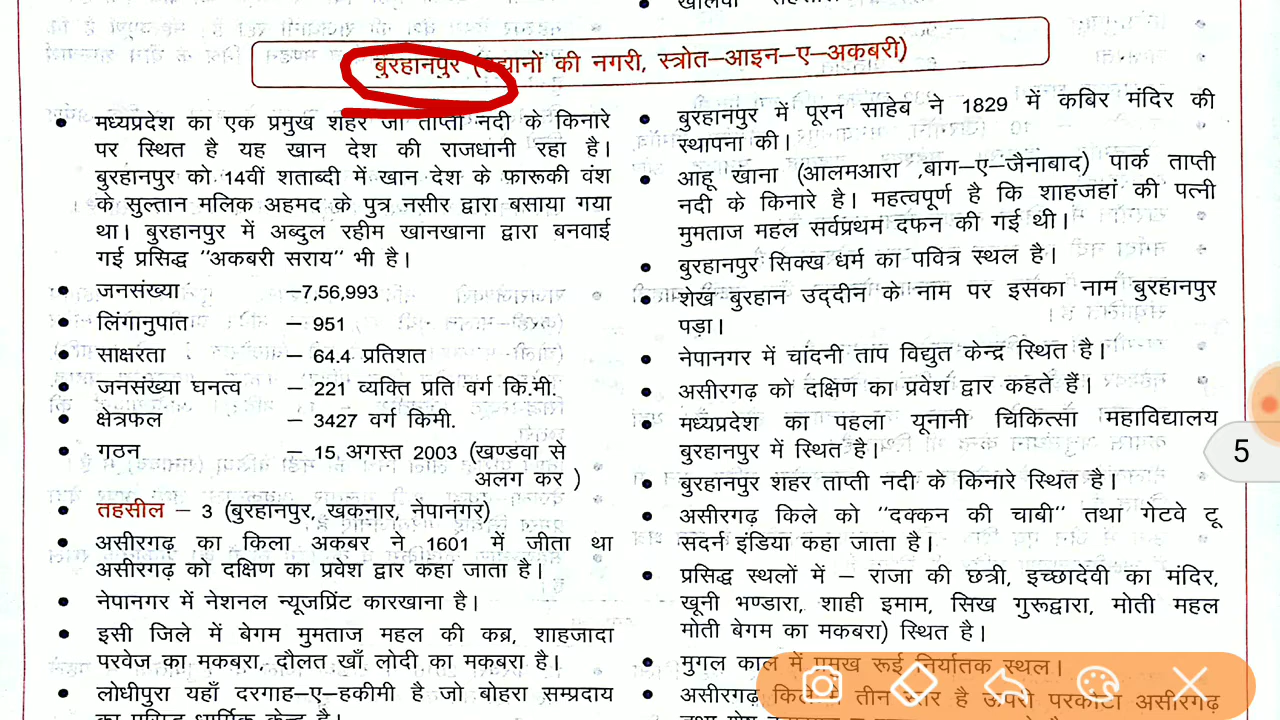 बुरहानपुर (उद्यानों की नगरी, स्त्रोत–आइन–ए–अकबरी)
• मध्यप्रदेश का एक प्रमुख शहर जो ताप्ती नदी के किनारे
पर स्थित है यह खान देश की राजधानी रहा है।
बुरहानपुर को 14वीं शताब्दी में खान देश के फ़ारूकी वंश
के सुल्तान मलिक अहमद के पुत्र नसीर द्वारा बसाया गया
था। बुरहानपुर में अब्दुल रहीम खानखाना द्वारा बनवाई
गई प्रसिद्ध "अकबरी सराय" भी है।
• जनसंख्या –7,56,993
• लिंगानुपात – 951
• साक्षरता – 64.4 प्रतिशत
• जनसंख्या घनत्व – 221 व्यक्ति प्रति वर्ग कि.मी.
• क्षेत्रफल – 3427 वर्ग किमी.
• गठन – 15 अगस्त 2003 (खण्डवा से
अलग कर )
• तहसील – 3 (बुरहानपुर, खकनार, नेपानगर)
• असीरगढ़ का किला अकबर ने 1601 में जीता था
असीरगढ़ को दक्षिण का प्रवेश द्वार कहा जाता है।
• नेपानगर में नेशनल न्यूजप्रिंट कारखाना है।
• इसी जिले में बेगम मुमताज महल की कब्र, शाहजादा
परवेज का मकबरा, दौलत खाँ लोदी का मकबरा है।
• लोधीपुरा यहाँ दरगाह–ए–हकीमी है जो बोहरा सम्प्रदाय
• बुरहानपुर में पूरन साहेब ने 1829 में कबिर मंदिर की
स्थापना की।
• आहू खाना (आलमआरा ,बाग–ए–जैनाबाद) पार्क ताप्ती
नदी के किनारे है। महत्वपूर्ण है कि शाहजहां की पत्नी
मुमताज महल सर्वप्रथम दफन की गई थी।
• बुरहानपुर सिक्ख धर्म का पवित्र स्थल है।
• शेख बुरहान उद्दीन के नाम पर इसका नाम बुरहानपुर
पड़ा।
• नेपानगर में चांदनी ताप विद्युत केन्द्र स्थित है।
• असीरगढ़ को दक्षिण का प्रवेश द्वार कहते हैं।
• मध्यप्रदेश का पहला यूनानी चिकित्सा महाविद्यालय
बुरहानपुर में स्थित है।
• बुरहानपुर शहर ताप्ती नदी के किनारे स्थित है।
• असीरगढ़ किले को "दक्कन की चाबी" तथा गेटवे टू
सदर्न इंडिया कहा जाता है।
• प्रसिद्ध स्थलों में – राजा की छत्री, इच्छादेवी का मंदिर,
खूनी भण्डारा, शाही इमाम, सिख गुरूद्वारा, मोती महल
मोती बेगम का मकबरा) स्थित है।
• मुगल काल में प्रमुख रूई निर्यातक स्थल।
• असीरगढ़ किले में तीन स्तर है ऊपरी परकोटा असीरगढ़
5